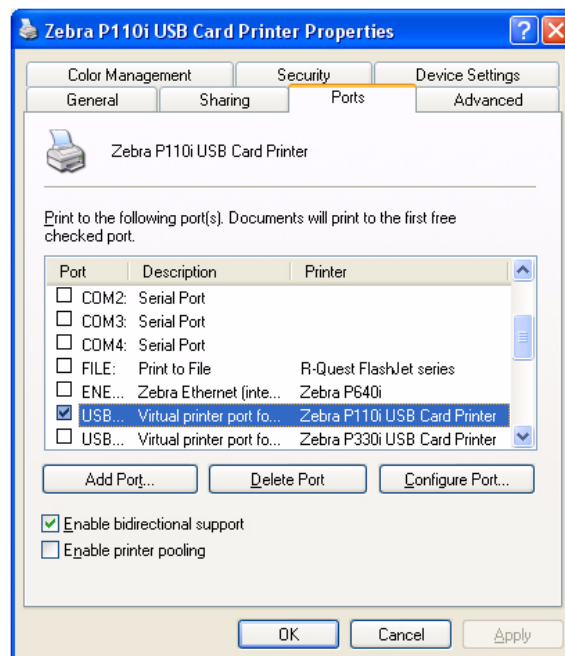 Zebra P110i USB Card Printer Properties
Color Management Security Device Settings
General Sharing Ports Advanced
Zebra P110i USB Card Printer
Print to the following port(s). Documents will print to the first free
checked port.
Port Description Printer
COM2: Serial Port
COM3: Serial Port
COM4: Serial Port
FILE: Print to File R-Quest FlashJet series
ENE... Zebra Ethernet (inte... Zebra P640i
USB... Virtual printer port fo... Zebra P110i USB Card Printer
USB... Virtual printer port fo... Zebra P330i USB Card Printer
Add Port... Delete Port Configure Port...
Enable bidirectional support
Enable printer pooling
OK Cancel Apply